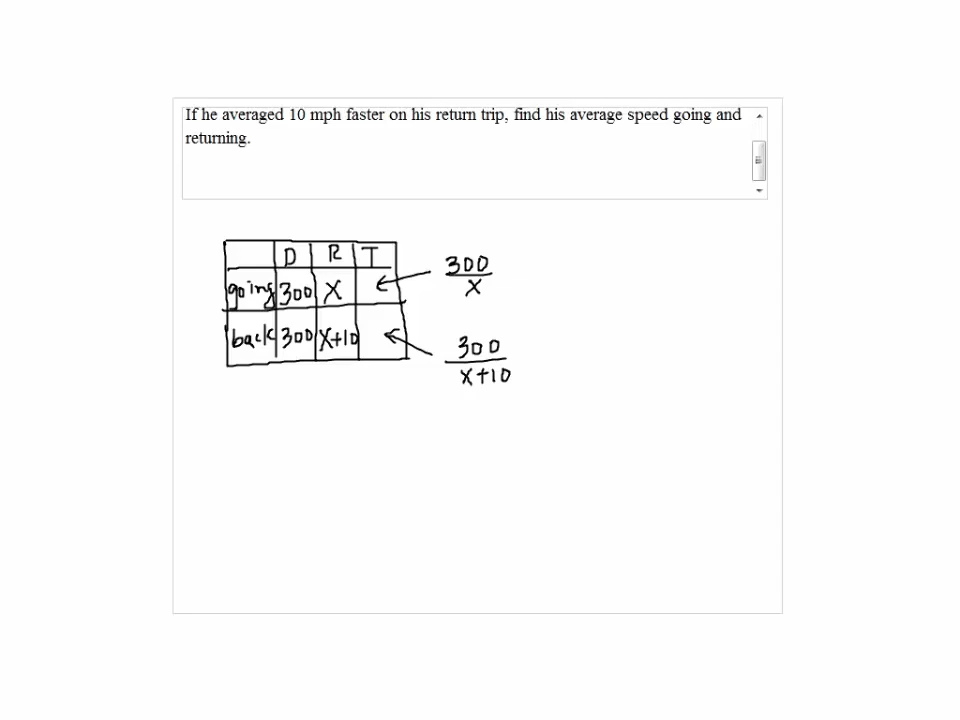 If he averaged 10 mph faster on his return trip, find his average speed going and
returning.
D R T
going 300 X
300
X
back 300 X+10
300
x+10